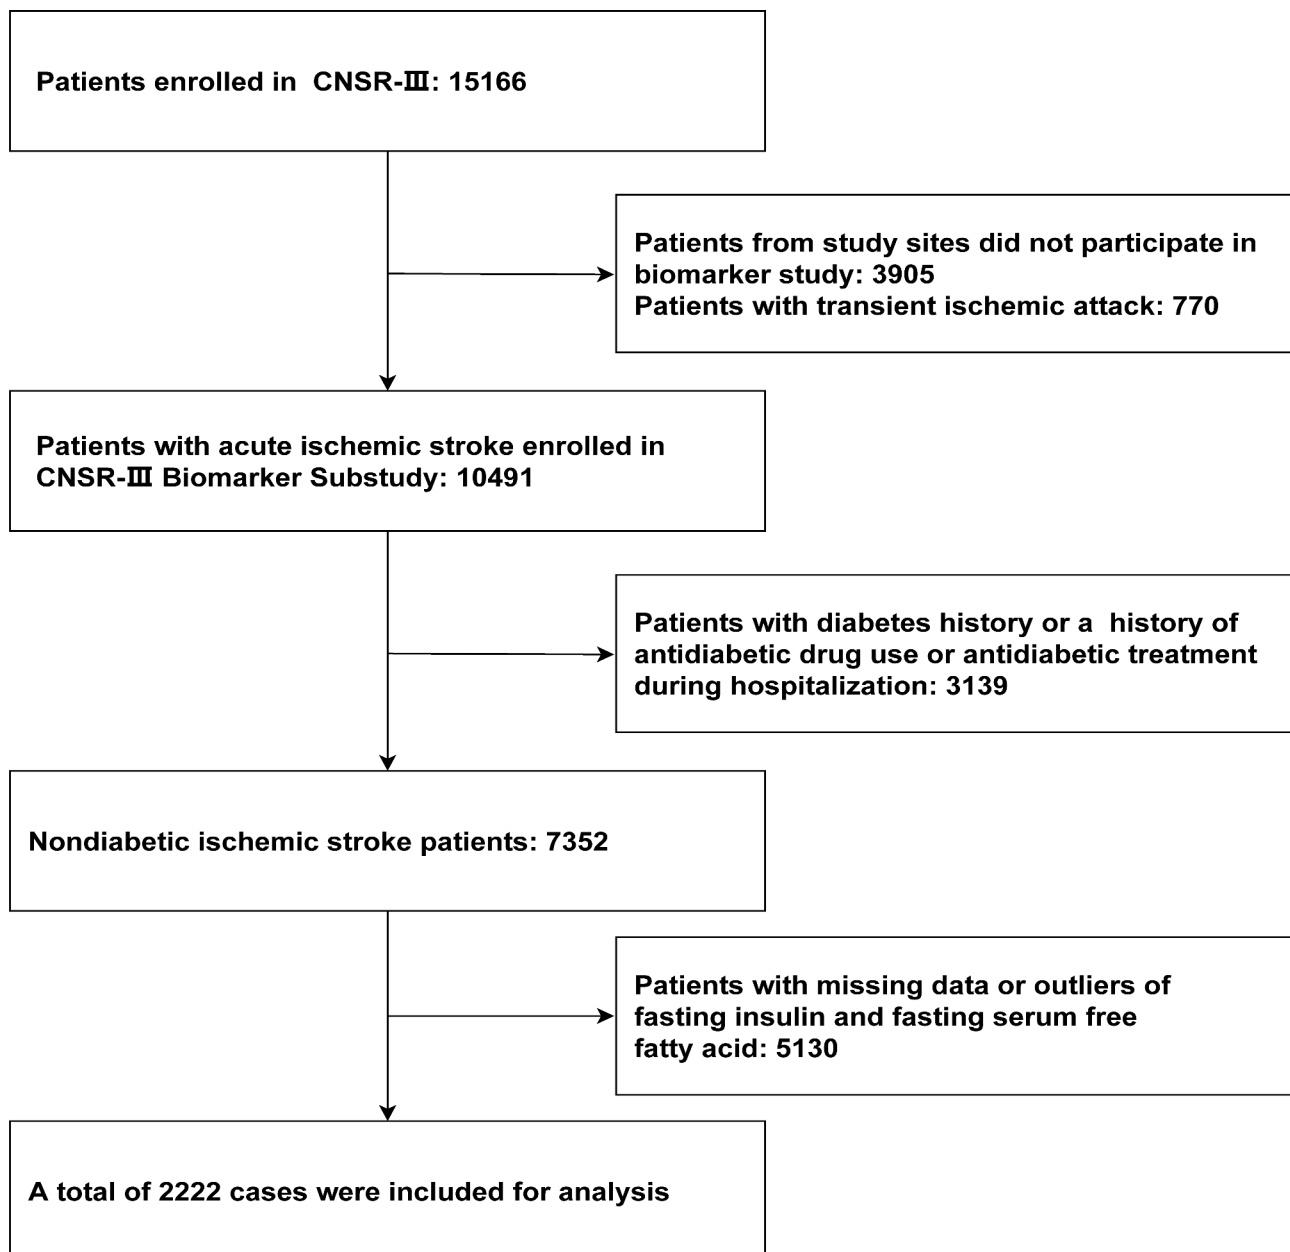 Patients enrolled in  CNSR-Ⅲ: 15166
Patients from study sites did not participate in
biomarker study: 3905
Patients with transient ischemic attack: 770
Patients with acute ischemic stroke enrolled in
CNSR-Ⅲ Biomarker Substudy: 10491
Patients with diabetes history or a  history of
antidiabetic drug use or antidiabetic treatment
during hospitalization: 3139
Nondiabetic ischemic stroke patients: 7352
Patients with missing data or outliers of
fasting insulin and fasting serum free
fatty acid: 5130
A total of 2222 cases were included for analysis